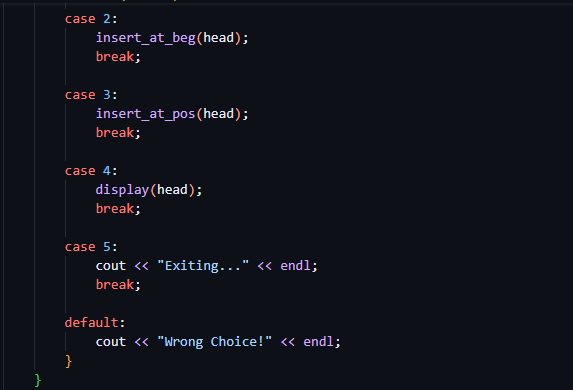 case 2:
insert_at_beg(head);
break;
case 3:
insert_at_pos(head);
break;
case 4:
display(head);
break;
case 5:
cout << "Exiting..." << endl;
break;
default:
cout << "Wrong Choice!" << endl;
}
}